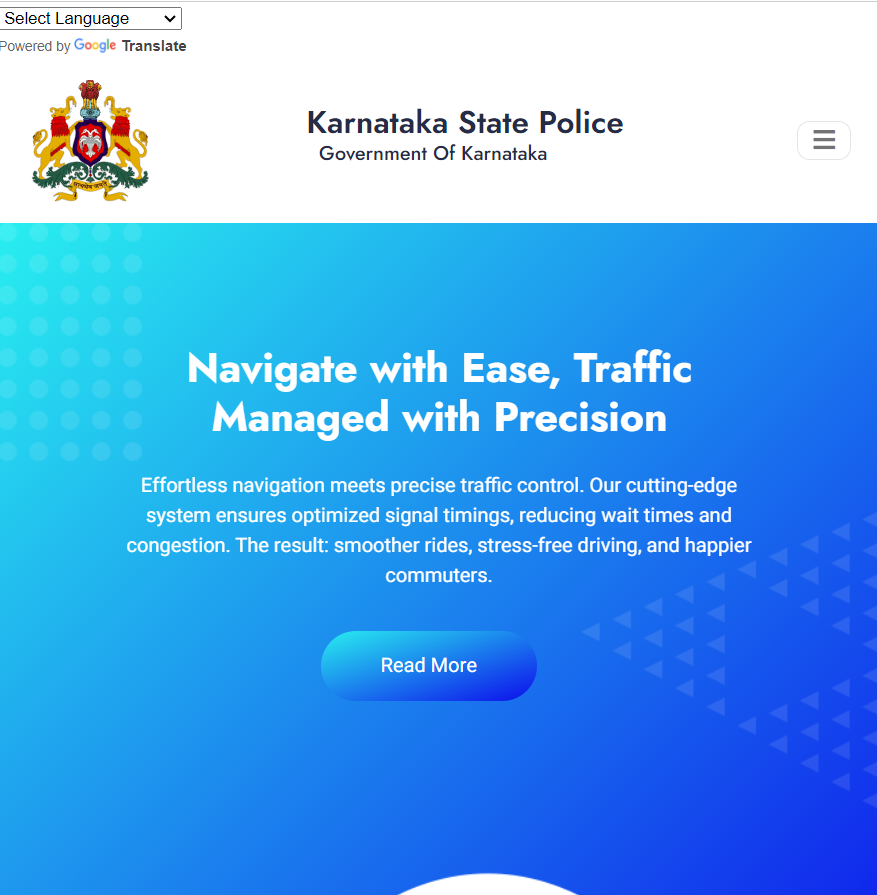 Select Language
Powered by Google Translate
Karnataka State Police
Government Of Karnataka
Navigate with Ease, Traffic
Managed with Precision
Effortless navigation meets precise traffic control. Our cutting-edge
system ensures optimized signal timings, reducing wait times and
congestion. The result: smoother rides, stress-free driving, and happier
commuters.
Read More